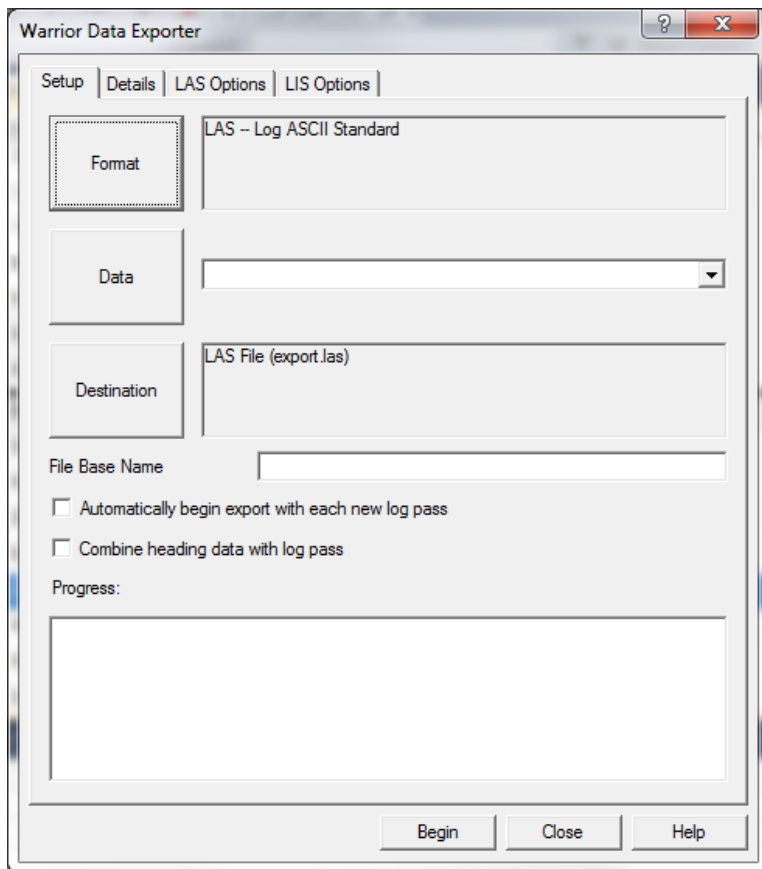 Warrior Data Exporter
?
Setup Details LAS Options LIS Options
Format
LAS -- Log ASCII Standard
Data
Destination
LAS File (export.las)
File Base Name
Automatically begin export with each new log pass
Combine heading data with log pass
Progress:
Begin Close Help